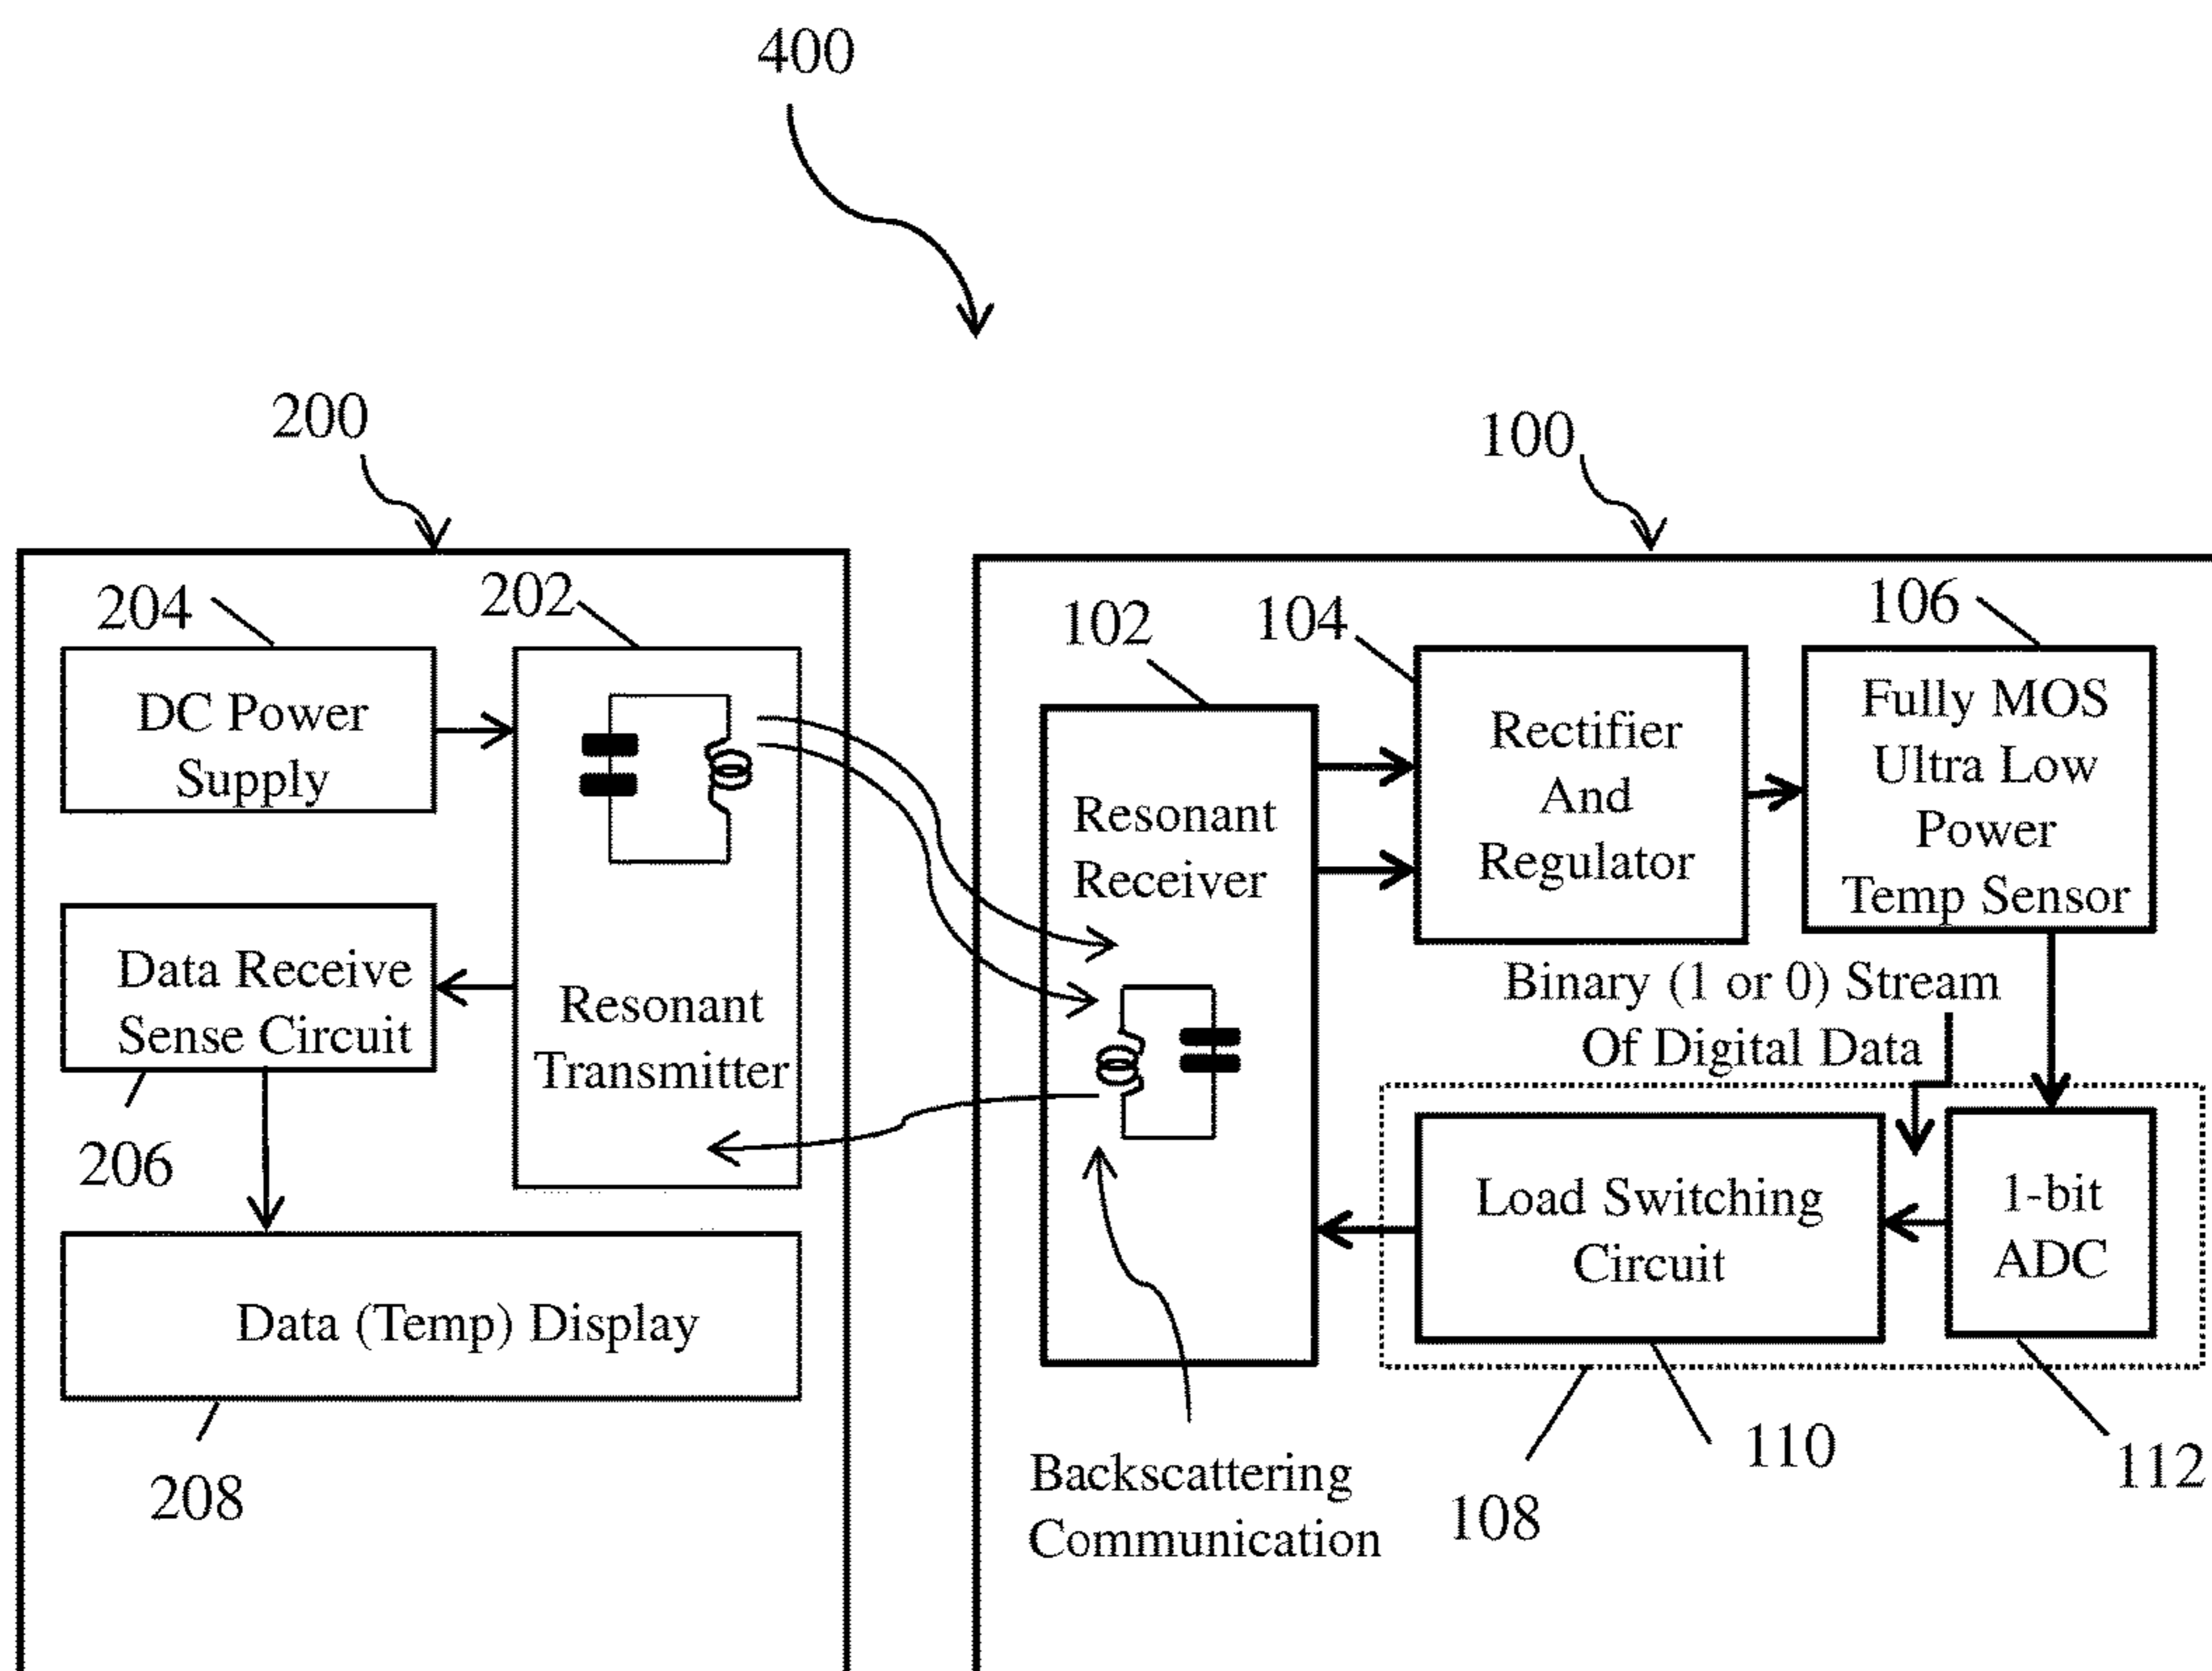 400
200
100
204
202
DC Power
Supply
Data Receive
Sense Circuit
206
Resonant
Transmitter
Data (Temp) Display
208
102
104
106
Resonant
Receiver
Rectifier
And
Regulator
Fully MOS
Ultra Low
Power
Temp Sensor
Binary (1 or 0) Stream
Of Digital Data
Load Switching
Circuit
1-bit
ADC
Backscattering
Communication
108
110
112